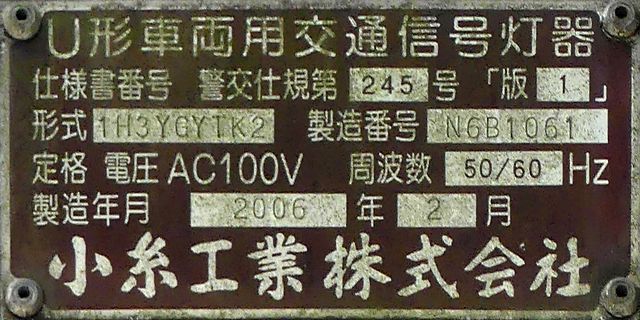 U形車両用交通信号灯器
仕様書番号 警交仕規第 245 号 「版 1 」
形式 1H3YGYTK2 製造番号 N6B1061
定格 電圧 AC100V 周波数 50/60 Hz
製造年月 2006 年 2 月
小糸工業株式会社